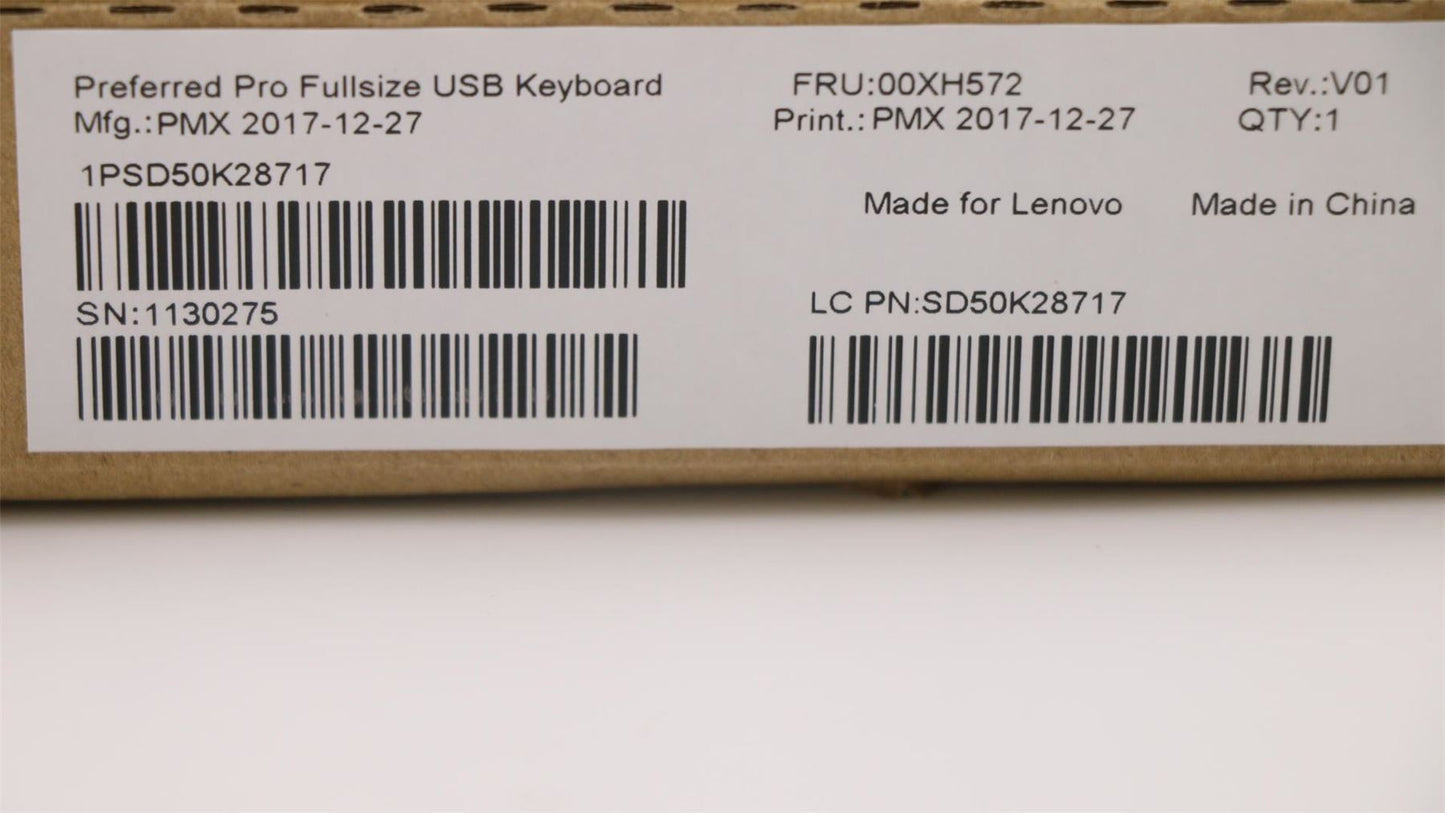 Preferred Pro Fullsize USB Keyboard FRU:00XH572 Rev.:V01
Mfg.:PMX 2017-12-27 Print.: PMX 2017-12-27 QTY:1
1PSD50K28717
Made for Lenovo Made in China
SN:1130275
LC PN:SD50K28717